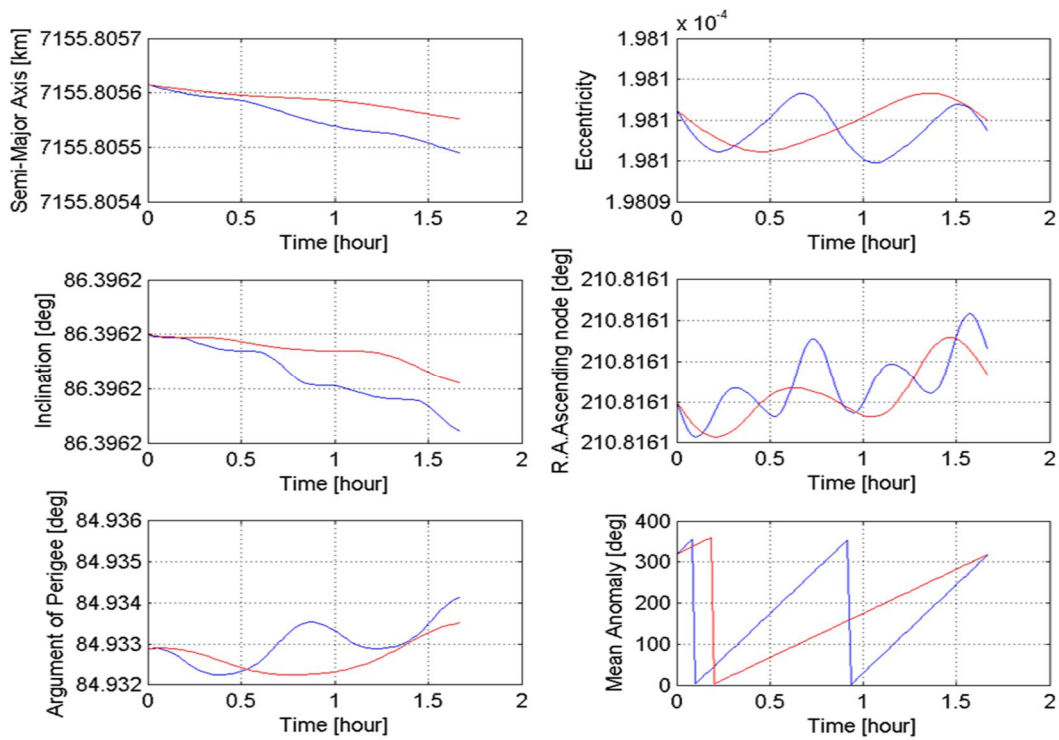 7155.8057
7155.8056
7155.8055
7155.8054
Semi-Major Axis [km]
0 0.5 1 1.5 2
Time [hour]
x 10-4
1.981
1.981
1.981
1.981
1.9809
Eccentricity
0 0.5 1 1.5 2
Time [hour]
86.3962
86.3962
86.3962
86.3962
Inclination [deg]
0 0.5 1 1.5 2
Time [hour]
210.8161
210.8161
210.8161
210.8161
210.8161
R.A.Ascending node [deg]
0 0.5 1 1.5 2
Time [hour]
84.936
84.935
84.934
84.933
84.932
Argument of Perigee [deg]
0 0.5 1 1.5 2
Time [hour]
400
300
200
100
0
Mean Anomaly [deg]
0 0.5 1 1.5 2
Time [hour]